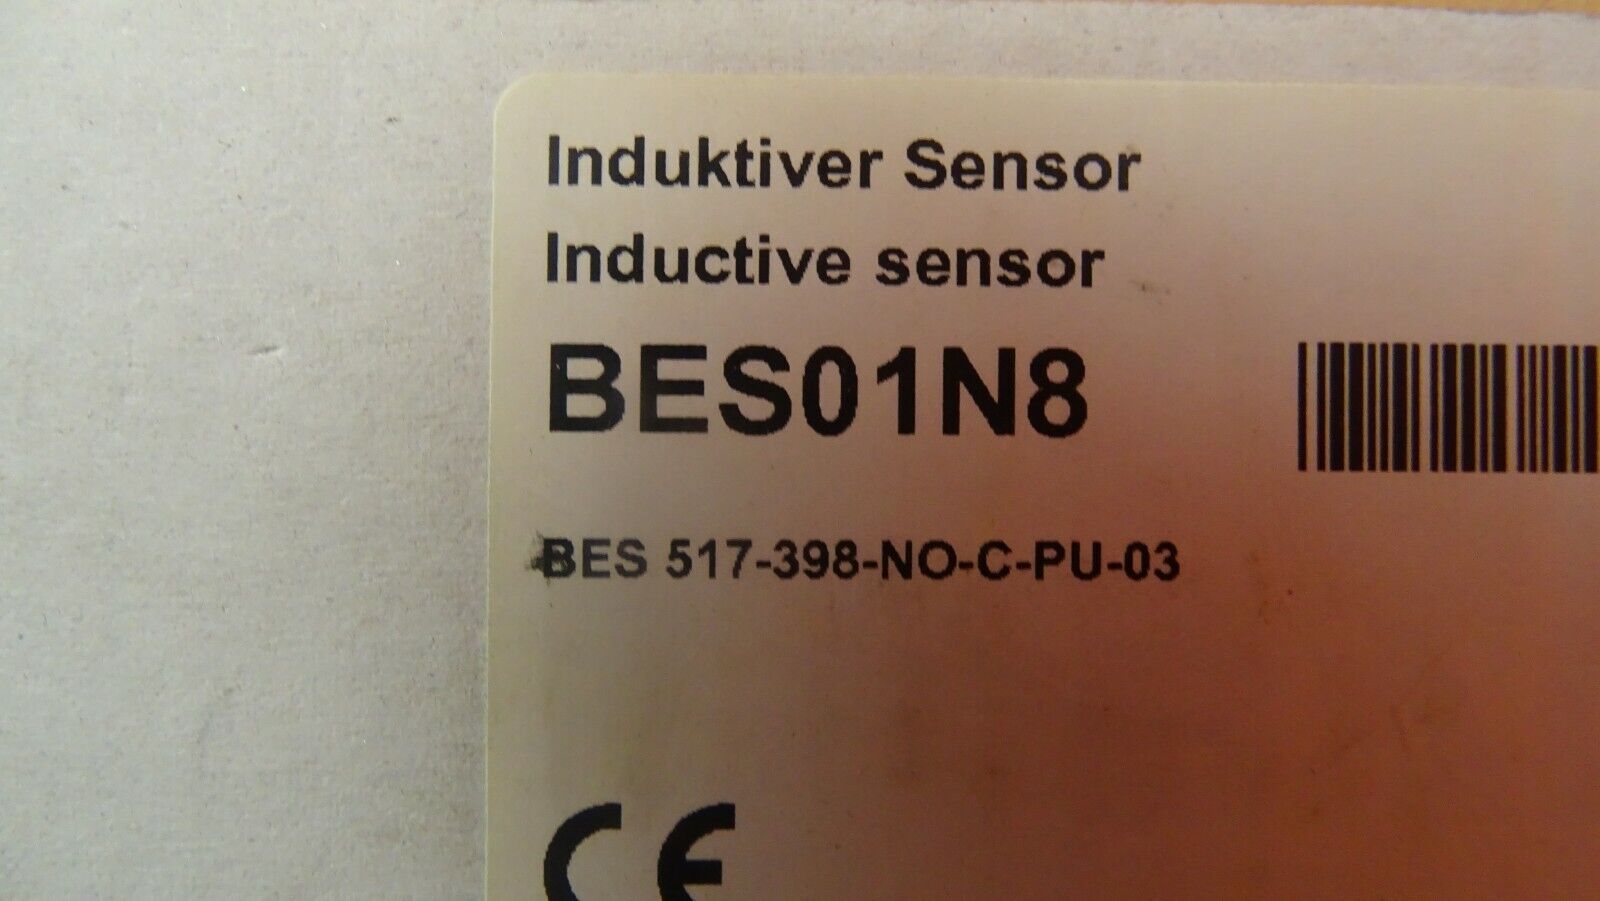 Induktiver Sensor
Inductive sensor
BES01N8
BES 517-398-NO-C-PU-03
CE